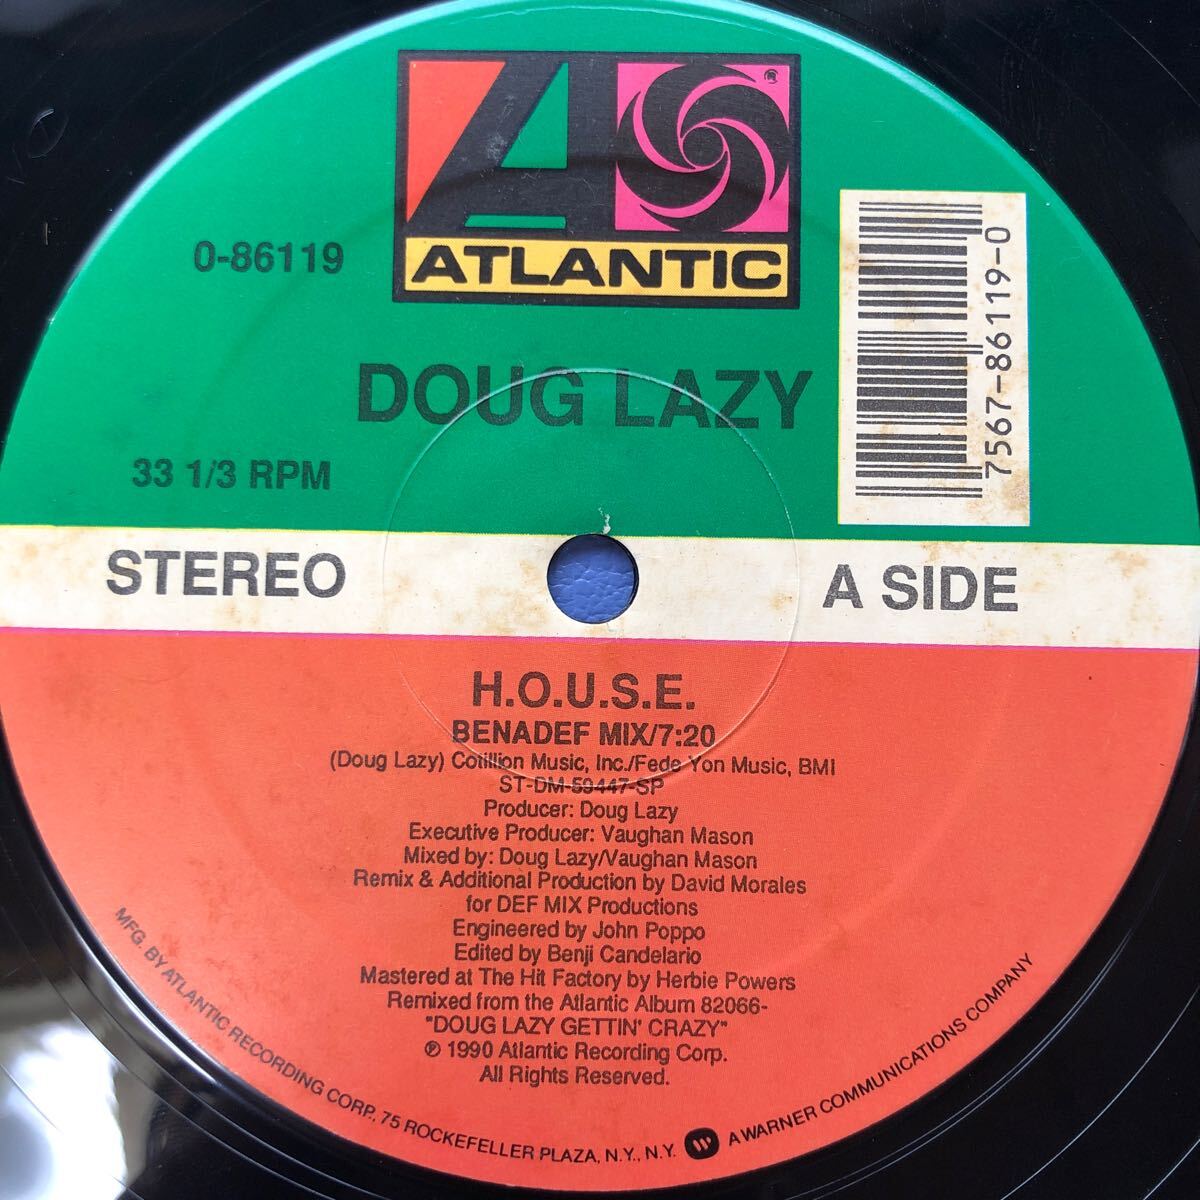 ATLANTIC
®
0-86119
7567-86119-0
DOUG LAZY
33 1/3 RPM
STEREO
A SIDE
H.O.U.S.E.
BENADEF MIX/7:20
(Doug Lazy) Cotillion Music, Inc./Fede Yon Music, BMI
ST-DM-59447-SP
Producer: Doug Lazy
Executive Producer: Vaughan Mason
Mixed by: Doug Lazy/Vaughan Mason
Remix & Additional Production by David Morales
for DEF MIX Productions
Engineered by John Poppo
Edited by Benji Candelario
Mastered at The Hit Factory by Herbie Powers
Remixed from the Atlantic Album 82066-
"DOUG LAZY GETTIN' CRAZY"
℗ 1990 Atlantic Recording Corp.
All Rights Reserved.
MFG. BY ATLANTIC RECORDING CORP., 75 ROCKEFELLER PLAZA, N.Y., N.Y. A WARNER COMMUNICATIONS COMPANY